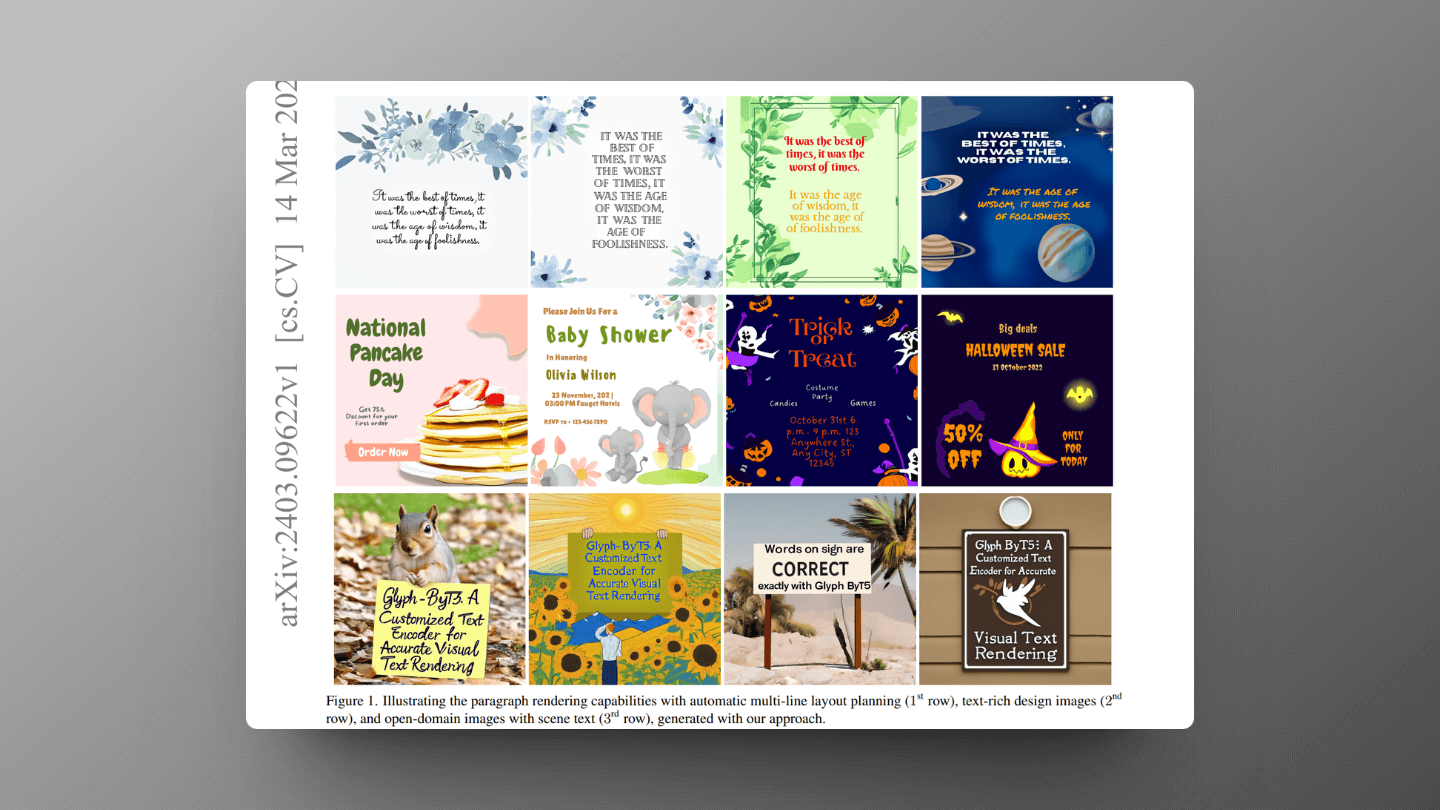 arXiv:2403.09622v1 [cs.CV] 14 Mar 202
It was the best of times, it
was the worst of times, it
was the age of wisdom, it
was the age of foolishness.
IT WAS THE
BEST OF
TIMES, IT WAS
THE WORST
OF TIMES, IT
WAS THE AGE
OF WISDOM,
IT WAS THE
AGE OF
FOOLISHNESS.
It was the best of
times, it was the
worst of times.
It was the age
of wisdom, it
was the age of
of foolishness.
IT WAS THE
BEST OF TIMES,
IT WAS THE
WORST OF TIMES.
IT WAS THE AGE OF
WISDOM, IT WAS THE AGE
OF FOOLISHNESS.
National
Pancake
Day
Get 75%
Discount for your
first order
Order Now
Please Join Us For a
Baby Shower
In Honoring
Olivia Wilson
23 November, 202 |
03:00 PM Fauget Hotels
RSVP to + 123-456 7890
Trick
or
Treat
Costume
Party
Candies
Games
October 31st 6
p.m. - 9 p.m. 123
Anywhere St.,
Any City, ST
12345
Big deals
HALLOWEEN SALE
31 October 2022
50%
OFF
ONLY
FOR
TODAY
Glyph-ByT5: A
Customized Text
Encoder for
Accurate Visual
Text Rendering
Glyph-ByT5: A
Customized Text
Encoder for
Accurate Visual
Text Rendering
Words on sign are
CORRECT
exactly with Glyph ByT5
Glyph ByT5: A
Customized Text
Encoder for Accurate
Visual Text
Rendering
Figure 1. Illustrating the paragraph rendering capabilities with automatic multi-line layout planning (1st row), text-rich design images (2nd
row), and open-domain images with scene text (3rd row), generated with our approach.